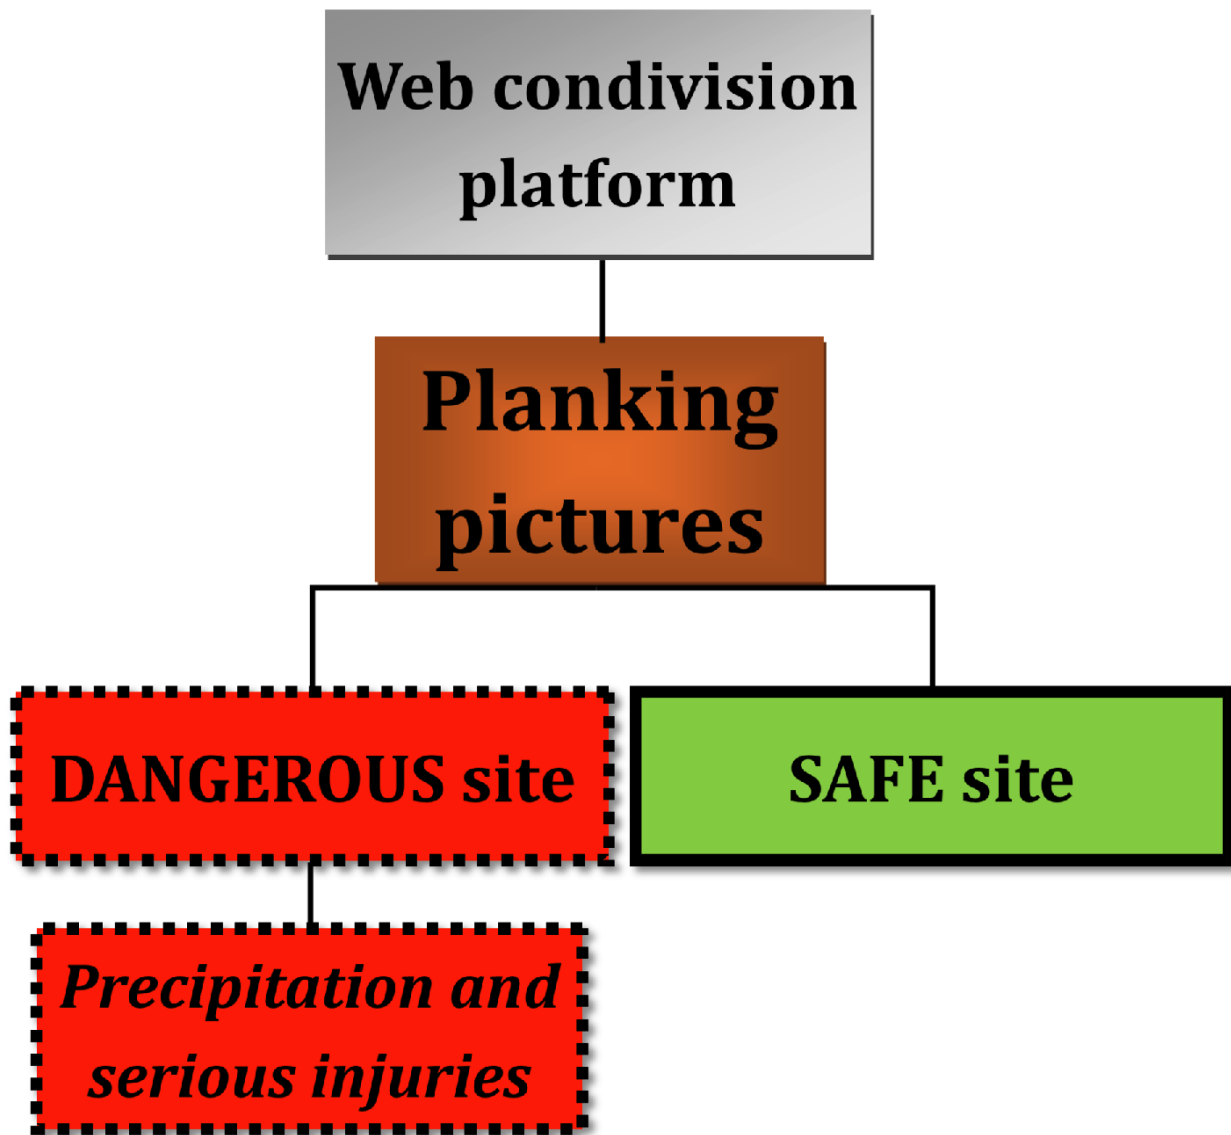 Web condivision
platform
Planking
pictures
DANGEROUS site
SAFE site
Precipitation and
serious injuries